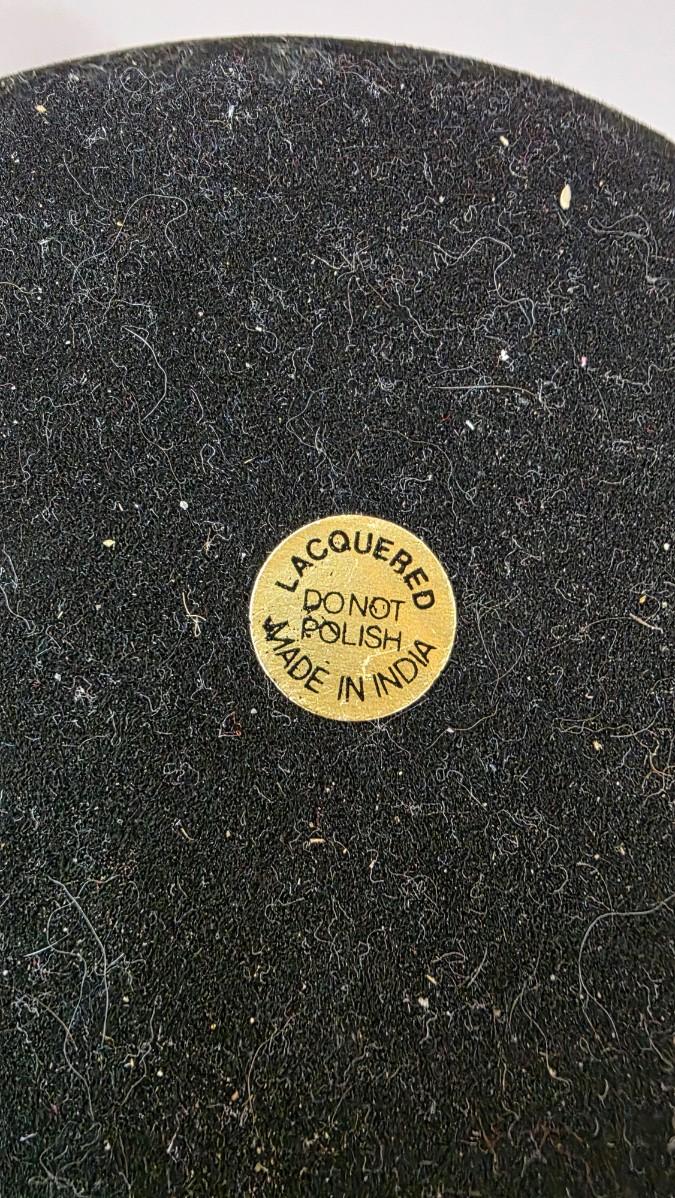 LACQUERED
DO NOT
POLISH
MADE IN INDIA